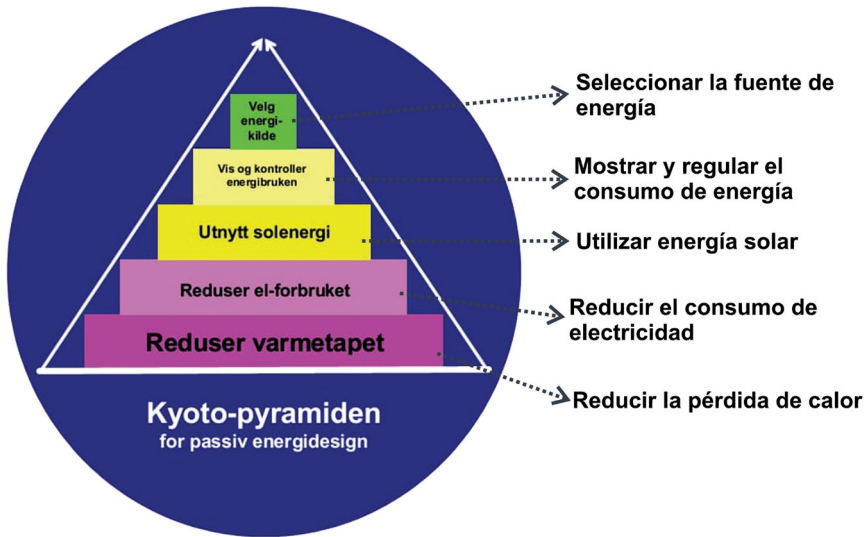 Velg
energi-
kilde
Vis og kontroller
energibruken
Utnytt solenergi
Reduser el-forbruket
Reduser varmetapet
Kyoto-pyramiden
for passiv energidesign
Seleccionar la fuente de
energía
Mostrar y regular el
consumo de energía
Utilizar energía solar
Reducir el consumo de
electricidad
Reducir la pérdida de calor